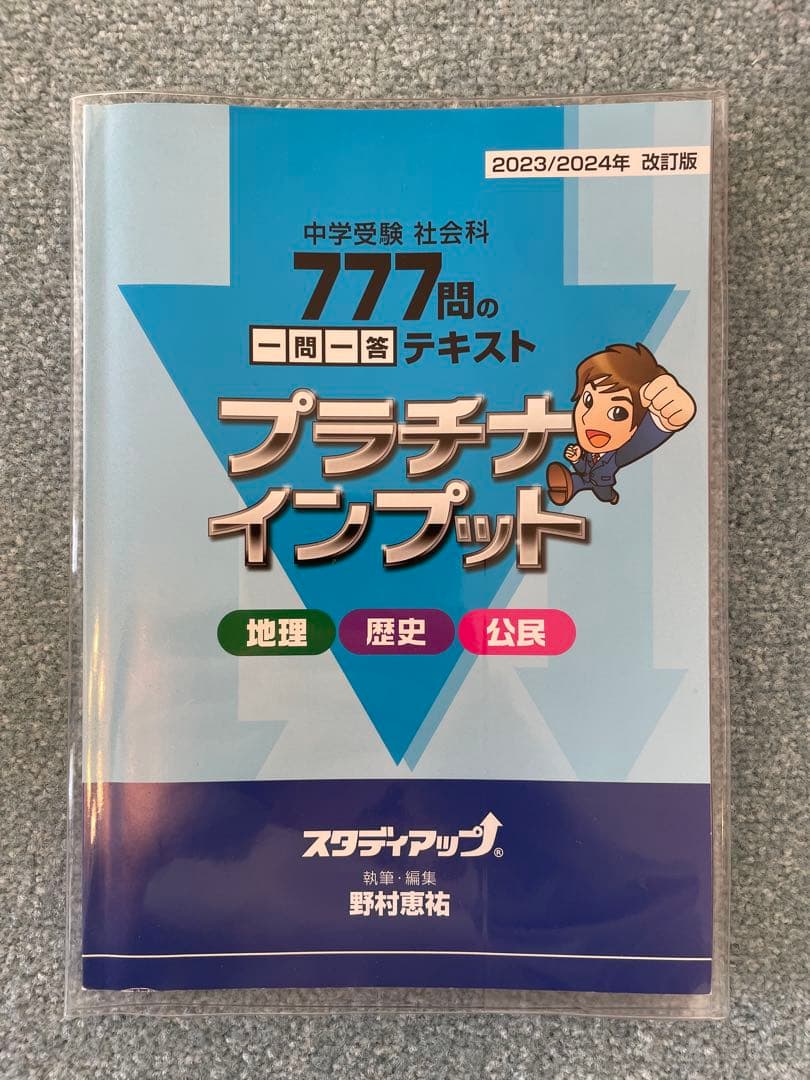 2023/2024年 改訂版
中学受験 社会科
777問の
一問一答テキスト
プラチナ
インプット
地理 歴史 公民
スタディアップ®
執筆・編集
野村恵祐